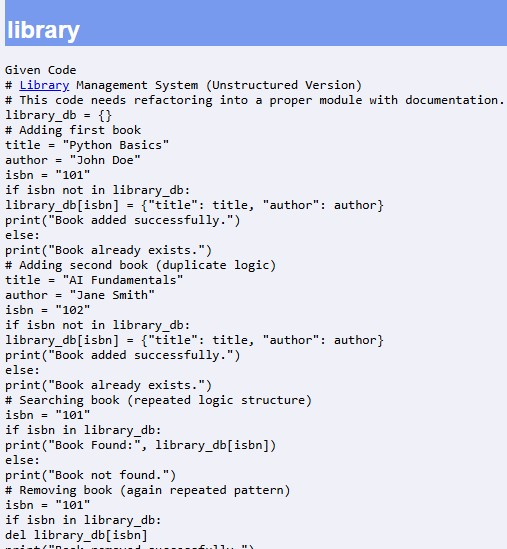 library
Given Code
# Library Management System (Unstructured Version)
# This code needs refactoring into a proper module with documentation.
library_db = {}
# Adding first book
title = "Python Basics"
author = "John Doe"
isbn = "101"
if isbn not in library_db:
library_db[isbn] = {"title": title, "author": author}
print("Book added successfully.")
else:
print("Book already exists.")
# Adding second book (duplicate logic)
title = "AI Fundamentals"
author = "Jane Smith"
isbn = "102"
if isbn not in library_db:
library_db[isbn] = {"title": title, "author": author}
print("Book added successfully.")
else:
print("Book already exists.")
# Searching book (repeated logic structure)
isbn = "101"
if isbn in library_db:
print("Book Found:", library_db[isbn])
else:
print("Book not found.")
# Removing book (again repeated pattern)
isbn = "101"
if isbn in library_db:
del library_db[isbn]
print("Book removed successfully.")